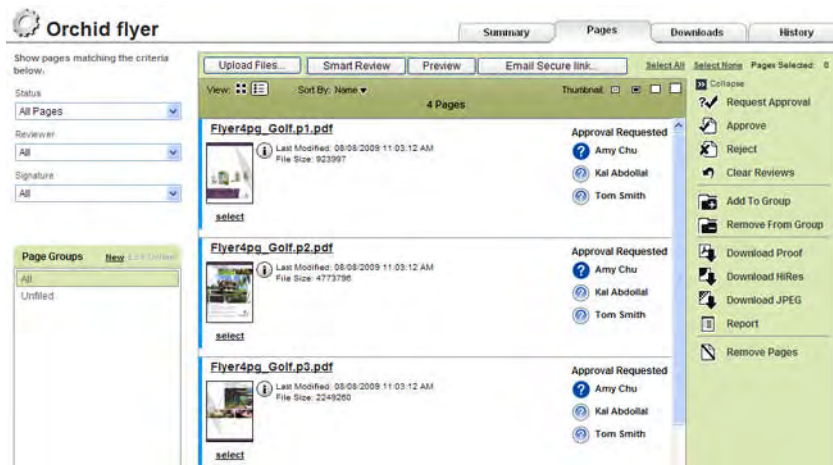 Orchid flyer
Summary
Pages
Downloads
History
Show pages matching the criteria
below.
Status
All Pages
Reviewer
All
Signature
All
Page Groups New Edit Delete
All
Unfiled
Upload Files... Smart Review Preview Email Secure link... Select All Select None Pages Selected: 0
View: Sort By: Name Thumbnail:
4 Pages
Flyer4pg_Golf.p1.pdf
Last Modified: 08/08/2009 11:03:12 AM
File Size: 923997
select
Approval Requested
Amy Chu
Kal Abdollal
Tom Smith
Flyer4pg_Golf.p2.pdf
Last Modified: 08/08/2009 11:03:12 AM
File Size: 4773796
select
Approval Requested
Amy Chu
Kal Abdollal
Tom Smith
Flyer4pg_Golf.p3.pdf
Last Modified: 08/08/2009 11:03:12 AM
File Size: 2249260
select
Approval Requested
Amy Chu
Kal Abdollal
Tom Smith
Collapse
Request Approval
Approve
Reject
Clear Reviews
Add To Group
Remove From Group
Download Proof
Download HiRes
Download JPEG
Report
Remove Pages